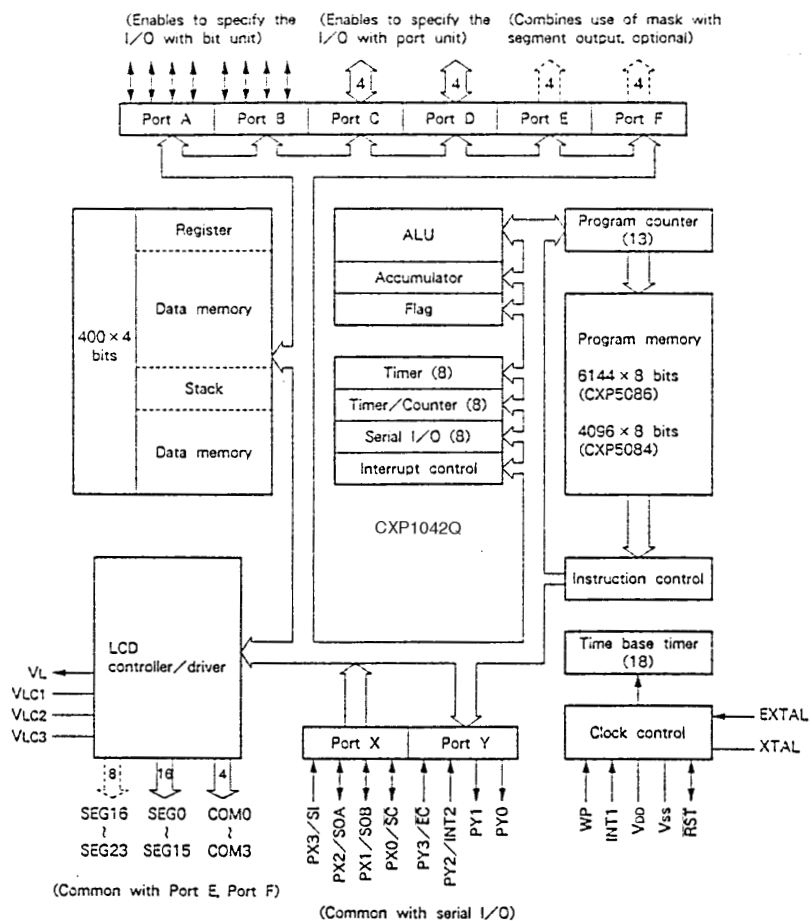 (Enables to specify the
I/O with bit unit)
(Enables to specify the
I/O with port unit)
(Combines use of mask with
segment output, optional)
4
4
4
4
Port A
Port B
Port C
Port D
Port E
Port F
400 × 4
bits
Register
Data memory
Stack
Data memory
ALU
Accumulator
Flag
Timer (8)
Timer/Counter (8)
Serial I/O (8)
Interrupt control
CXP1042Q
Program counter
(13)
Program memory
6144 × 8 bits
(CXP5086)
4096 × 8 bits
(CXP5084)
Instruction control
Time base timer
(18)
Clock control
EXTAL
XTAL
WP
INT1
VDD
VSS
RST
LCD
controller/driver
VL
VLC1
VLC2
VLC3
8
16
4
SEG16
~
SEG23
SEG0
~
SEG15
COM0
~
COM3
(Common with Port E, Port F)
Port X
Port Y
PX3/SI
PX2/SOA
PX1/SOB
PX0/SC
PY3/EC
PY2/INT2
PY1
PY0
(Common with serial I/O)